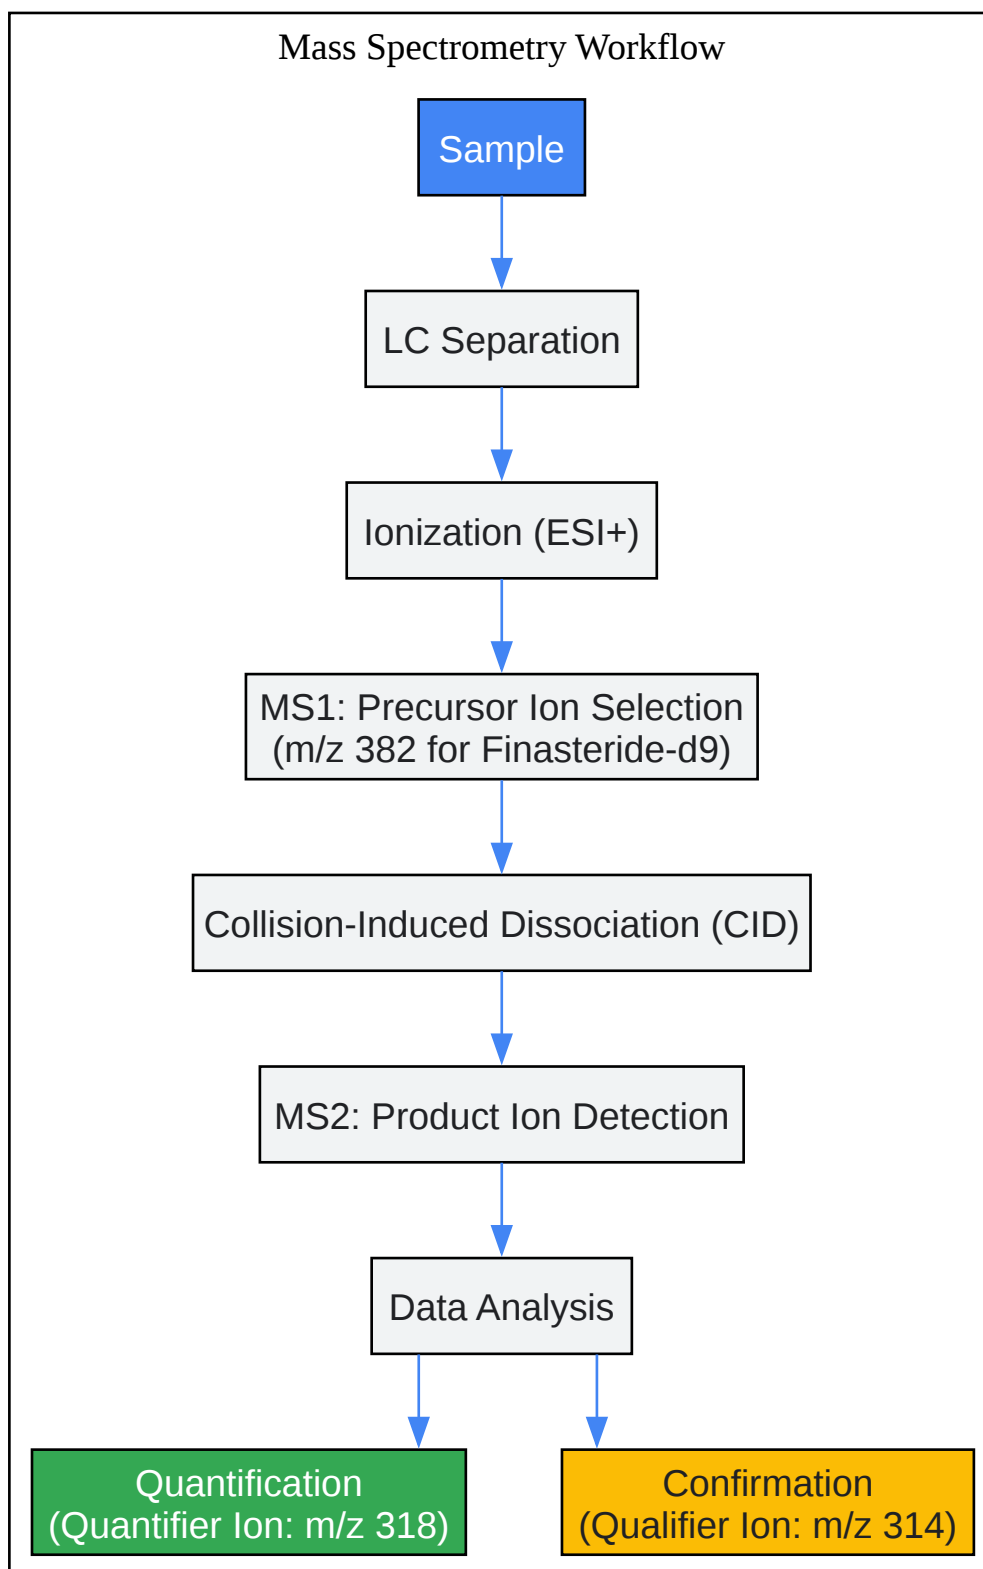 Mass Spectrometry Workflow
Sample
LC Separation
Ionization (ESI+)
MS1: Precursor Ion Selection
(m/z 382 for Finasteride-d9)
Collision-Induced Dissociation (CID)
MS2: Product Ion Detection
Data Analysis
Quantification
(Quantifier Ion: m/z 318)
Confirmation
(Qualifier Ion: m/z 314)